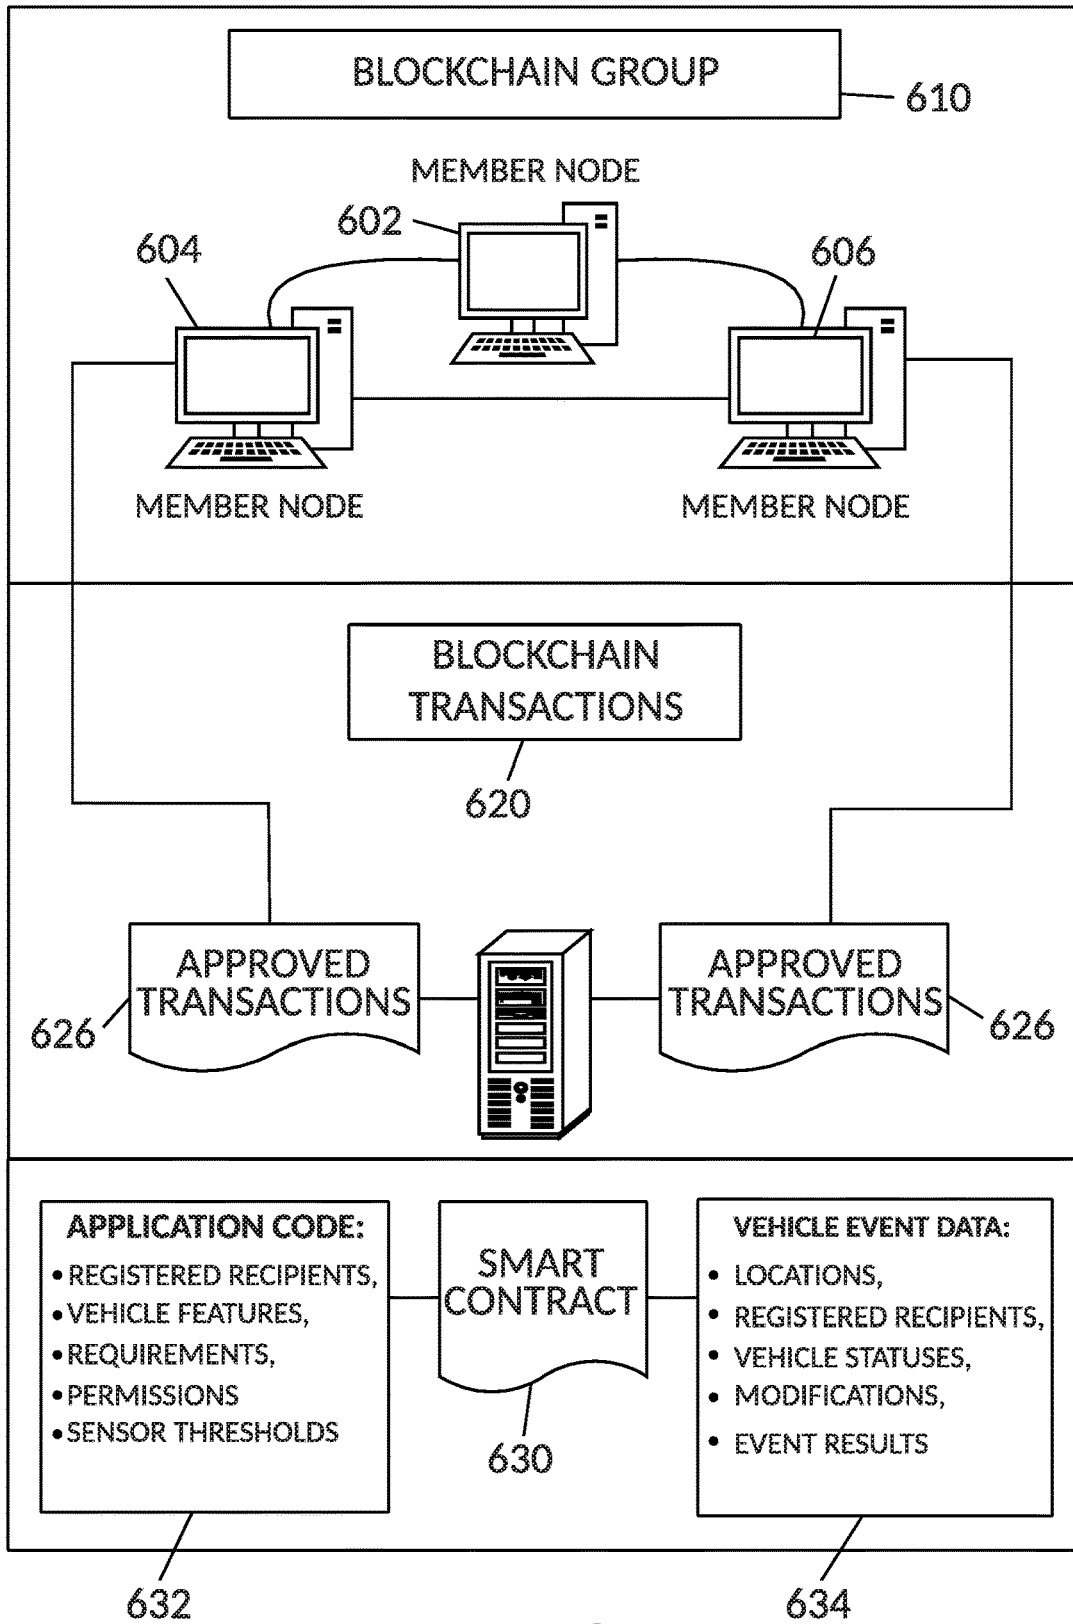 BLOCKCHAIN GROUP
610
MEMBER NODE
602
604
606
MEMBER NODE
MEMBER NODE
BLOCKCHAIN
TRANSACTIONS
620
APPROVED
TRANSACTIONS
626
APPROVED
TRANSACTIONS
626
APPLICATION CODE:
• REGISTERED RECIPIENTS,
• VEHICLE FEATURES,
• REQUIREMENTS,
• PERMISSIONS
• SENSOR THRESHOLDS
632
SMART
CONTRACT
630
VEHICLE EVENT DATA:
• LOCATIONS,
• REGISTERED RECIPIENTS,
• VEHICLE STATUSES,
• MODIFICATIONS,
• EVENT RESULTS
634